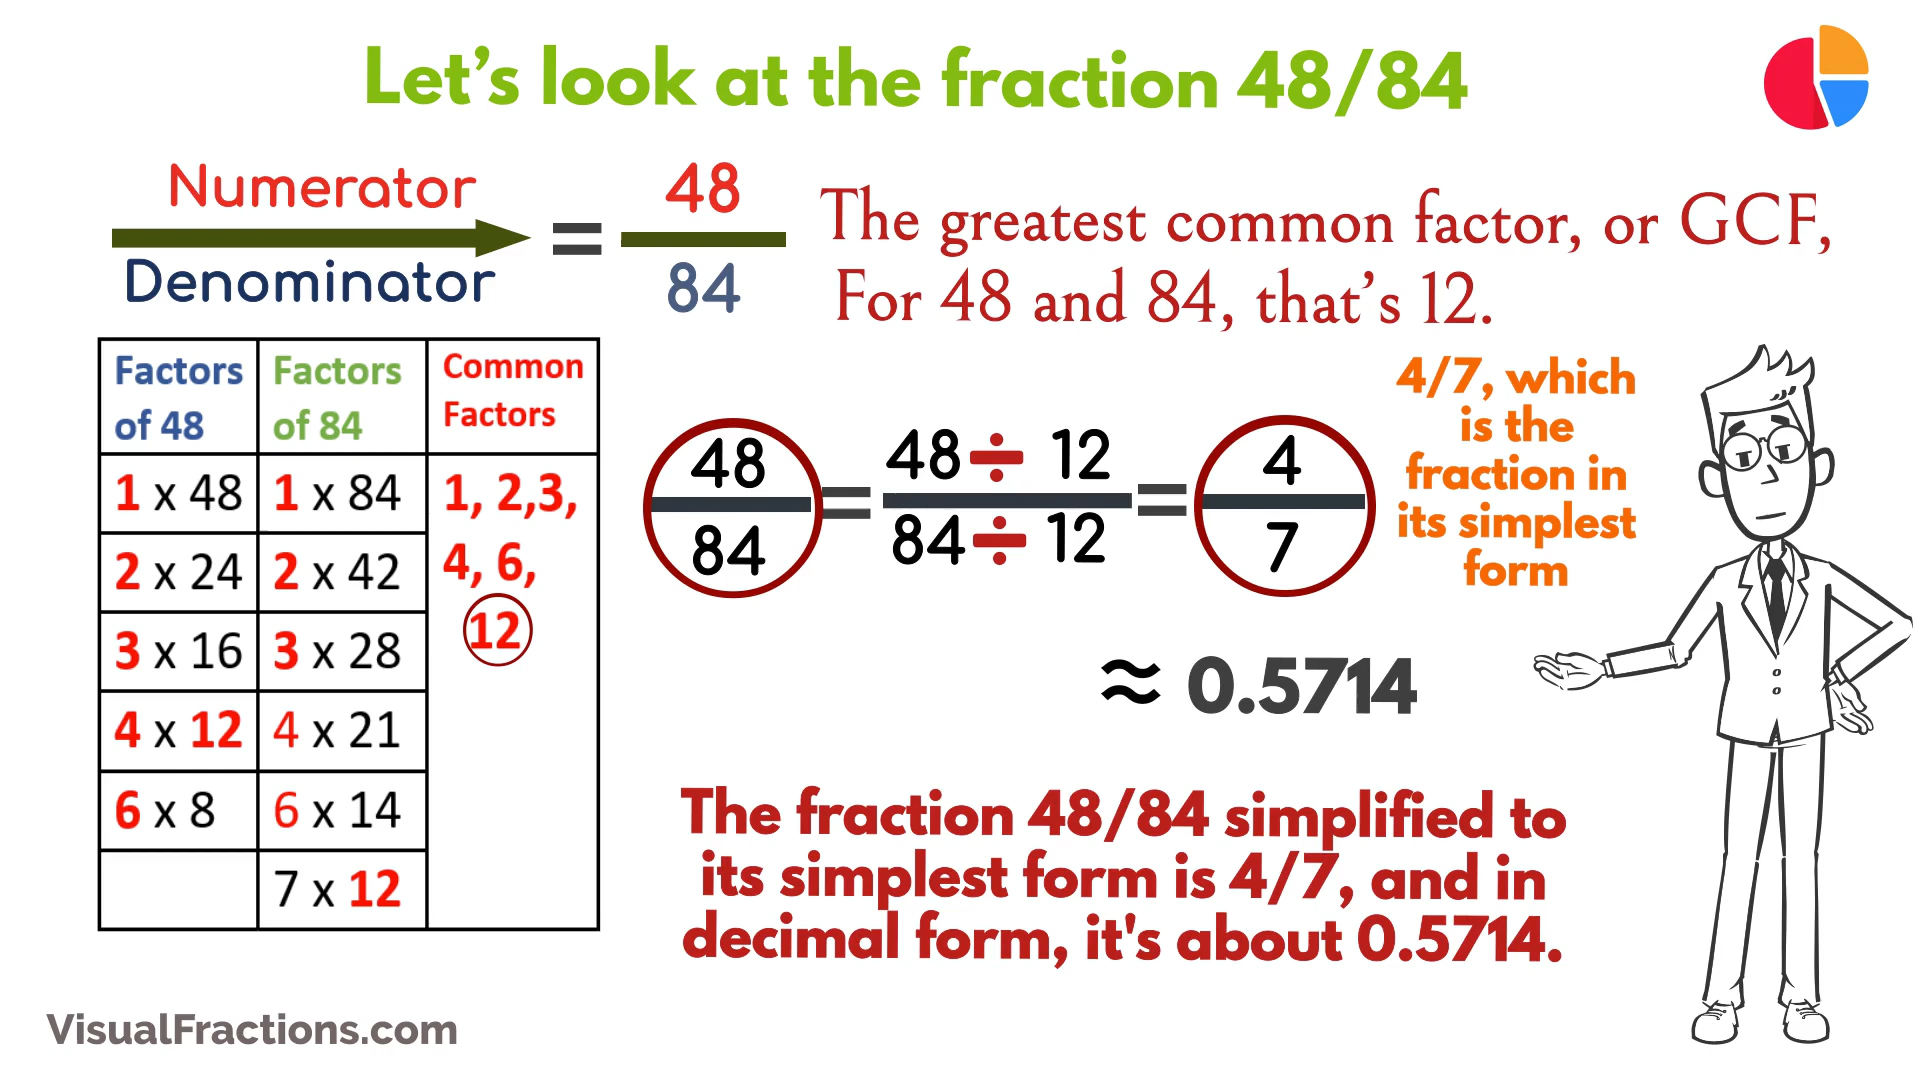 Let's look at the fraction 48/84
Numerator
Denominator
=
48
84
The greatest common factor, or GCF,
For 48 and 84, that's 12.
Factors of 48
Factors of 84
Common Factors
1 x 48
1 x 84
1, 2,3,
2 x 24
2 x 42
4, 6,
3 x 16
3 x 28
12
4 x 12
4 x 21
6 x 8
6 x 14
7 x 12
48
84
=
48 ÷ 12
84 ÷ 12
=
4
7
4/7, which
is the
fraction in
its simplest
form
≈ 0.5714
The fraction 48/84 simplified to
its simplest form is 4/7, and in
decimal form, it's about 0.5714.
VisualFractions.com